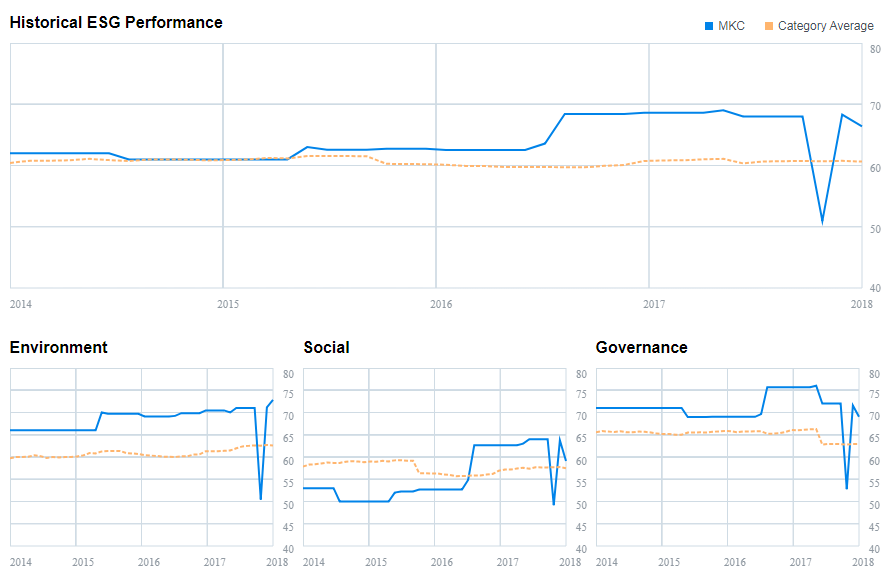 Historical ESG Performance
MKC Category Average
80
70
60
50
40
2014 2015 2016 2017 2018
Environment Social Governance
80 80 80
75 75 75
70 70 70
65 65 65
60 60 60
55 55 55
50 50 50
45 45 45
40 40 40
2014 2015 2016 2017 2018 2014 2015 2016 2017 2018 2014 2015 2016 2017 2018